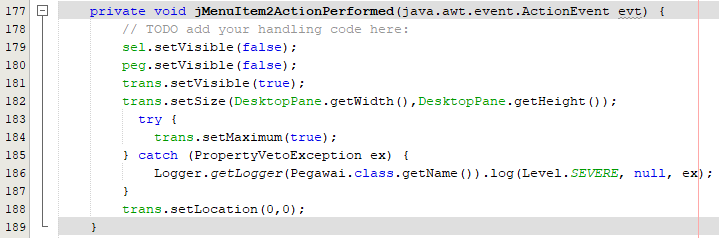 177 private void jMenuItem2ActionPerformed(java.awt.event.ActionEvent evt) {
178 // TODO add your handling code here:
179 sel.setVisible(false);
180 peg.setVisible(false);
181 trans.setVisible(true);
182 trans.setSize(DesktopPane.getWidth(),DesktopPane.getHeight());
183 try {
184 trans.setMaximum(true);
185 } catch (PropertyVetoException ex) {
186 Logger.getLogger(Pegawai.class.getName()).log(Level.SEVERE, null, ex);
187 }
188 trans.setLocation(0,0);
189 }